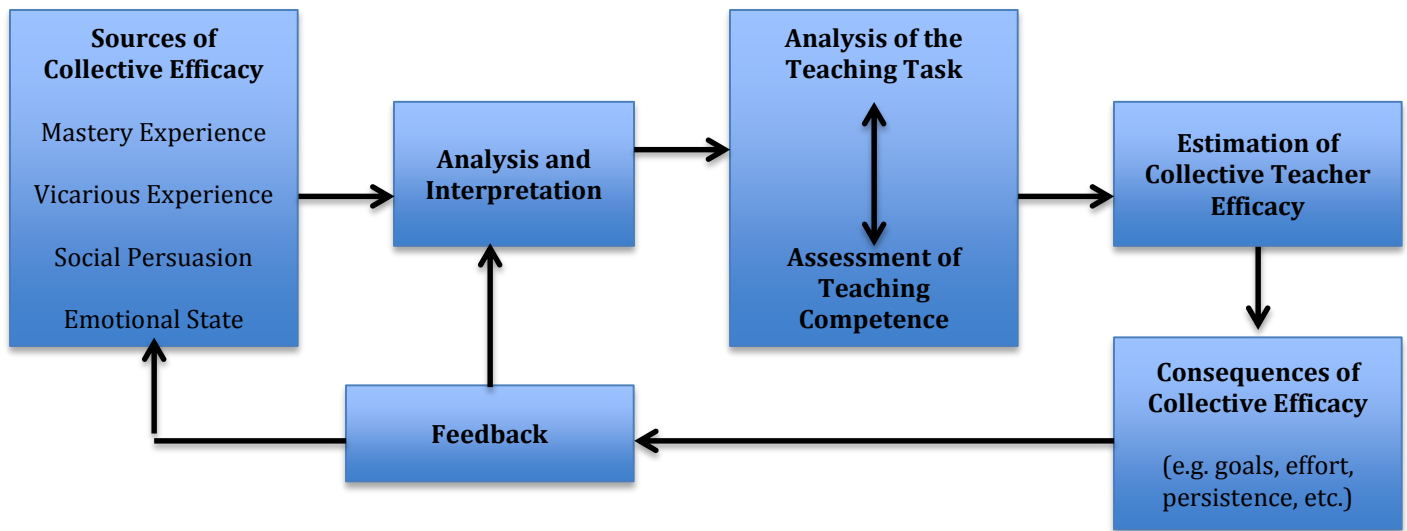 Sources of
Collective Efficacy
Mastery Experience
Vicarious Experience
Social Persuasion
Emotional State
Analysis and
Interpretation
Analysis of the
Teaching Task
Assessment of
Teaching
Competence
Estimation of
Collective Teacher
Efficacy
Consequences of
Collective Efficacy
(e.g. goals, effort,
persistence, etc.)
Feedback